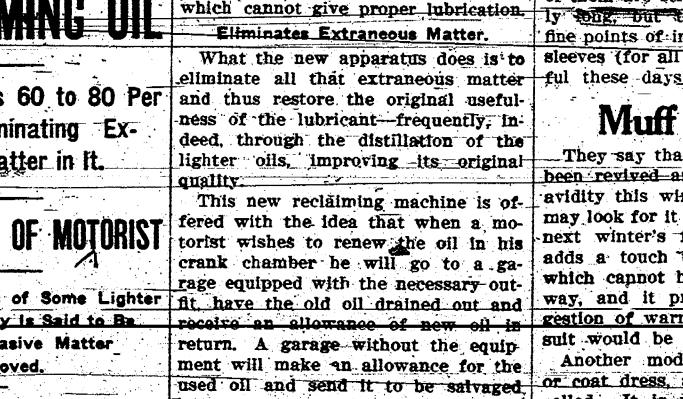 MING OIL
60 to 80 Per
minating Ex-
atter in It.
OF MOTORIST
of Some Lighter
y is Said to Be
asive Matter
oved.
which cannot give proper lubrication.
Eliminates Extraneous Matter.
What the new apparatus does is to
eliminate all that extraneous matter
and thus restore the original useful-
ness of the lubricant—frequently, in-
deed, through the distillation of the
lighter oils, improving its original
quality.
This new reclaiming machine is of-
fered with the idea that when a mo-
torist wishes to renew the oil in his
crank chamber he will go to a ga-
rage equipped with the necessary out-
fit, have the old oil drained out and
receive an allowance of new oil in
return. A garage without the equip
ment will make an allowance for the
used oil and send it to be salvaged
ly long, but
fine points of
sleeves (for all
ful these days
Muff
They say tha
been revived as
avidity this wi
may look for it
next winter's
adds a touch
which cannot b
way, and it pr
gestion of warm
suit would be
Another mod
or coat dress,